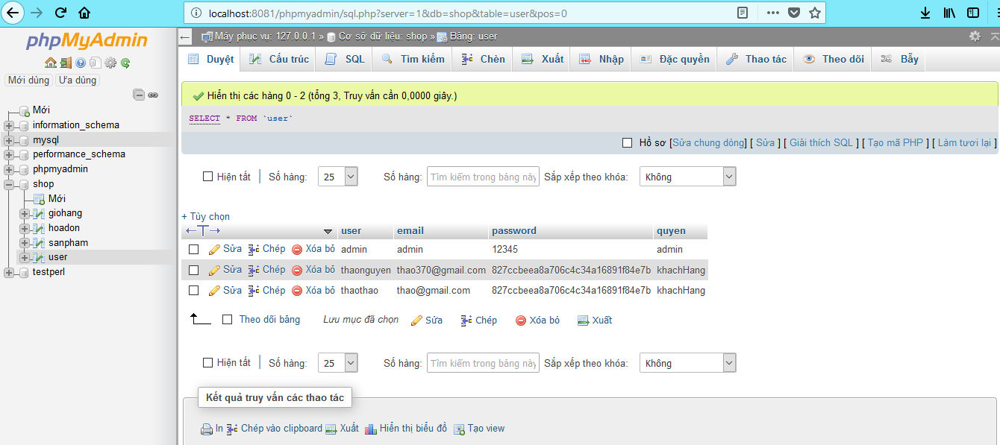 localhost:8081/phpmyadmin/sql.php?server=1&db=shop&table=user&pos=0
phpMyAdmin
Mới dùng Ưa dùng
Mới
information_schema
mysql
performance_schema
phpmyadmin
shop
Mới
giohang
hoadon
sanpham
user
testperl
Máy phục vụ: 127.0.0.1 » Cơ sở dữ liệu: shop » Bảng: user
Duyệt Cấu trúc SQL Tìm kiếm Chèn Xuất Nhập Đặc quyền Thao tác Theo dõi Bẫy
Hiển thị các hàng 0 - 2 (tổng 3, Truy vấn cần 0,0000 giây.)
SELECT * FROM `user`
Hồ sơ [Sửa chung dòng] [ Sửa ] [ Giải thích SQL ] [ Tạo mã PHP ] [ Làm tươi lại ]
Hiện tất Số hàng: 25 Số hàng: Tìm kiếm trong bảng này Sắp xếp theo khóa: Không
+ Tùy chọn
←T→ user email password quyen
Sửa Chép Xóa bỏ admin admin 12345 admin
Sửa Chép Xóa bỏ thaonguyen thao370@gmail.com 827ccbeea8a706c4c34a16891f84e7b khachHang
Sửa Chép Xóa bỏ thaothao thao@gmail.com 827ccbeea8a706c4c34a16891f84e7b khachHang
Theo dõi bảng Lưu mục đã chọn Sửa Chép Xóa bỏ Xuất
Hiện tất Số hàng: 25 Số hàng: Tìm kiếm trong bảng này Sắp xếp theo khóa: Không
Kết quả truy vấn các thao tác
In Chép vào clipboard Xuất Hiển thị biểu đồ Tạo view